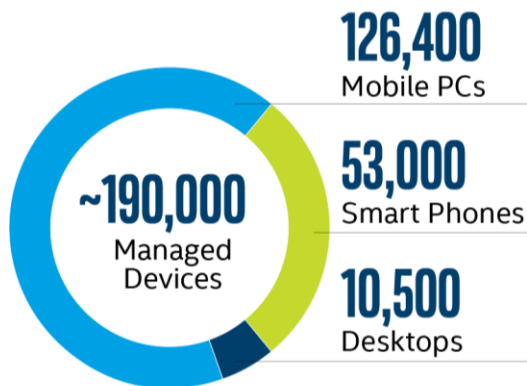 126,400
Mobile PCs
~190,000
Managed
Devices
53,000
Smart Phones
10,500
Desktops